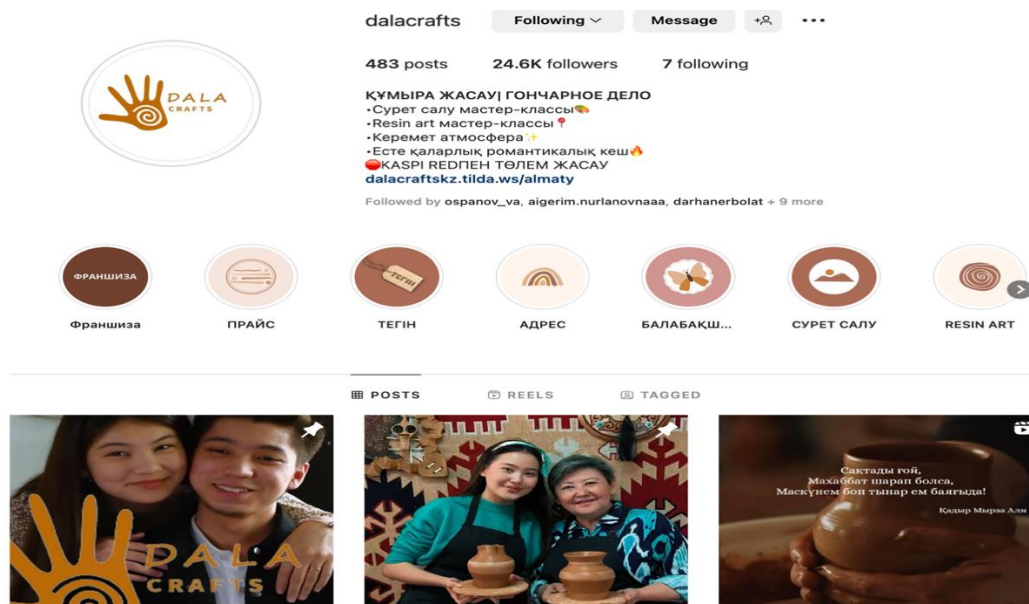 dalacrafts Following Message
483 posts 24.6K followers 7 following
ҚҰМЫРА ЖАСАУ| ГОНЧАРНОЕ ДЕЛО
•Сурет салу мастер-классы🎨
•Resin art мастер-классы📍
•Керемет атмосфера✨
•Есте қаларлық романтикалық кеш🔥
🔴KASPI REDПЕН ТӨЛЕМ ЖАСАУ
dalacraftskz.tilda.ws/almaty
Followed by ospanov_va, aigerim.nurlanovnaaa, darhanerbolat + 9 more
DALA
CRAFTS
ФРАНШИЗА
ТЕГІН
Франшиза ПРАЙС ТЕГІН АДРЕС БАЛАБАҚШ... СУРЕТ САЛУ RESIN ART
POSTS REELS TAGGED
DALA
CRAFTS
Сақтады ғой,
Махаббат шарап болса,
Маскүнем боп тынар ем баяғыда!
Қадыр Мырза Али